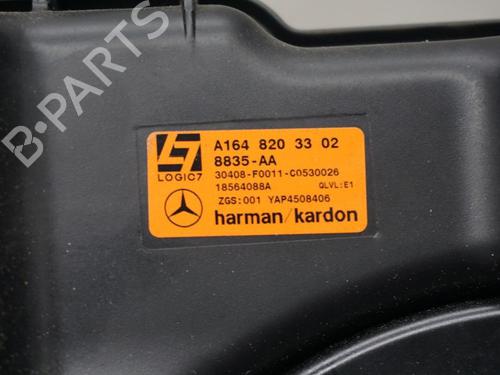 B-PARTS
L7
LOGIC7
A164 820 33 02
8835-AA
30408-F0011-C0530026
18564088A QLVL:E1
ZGS:001 YAP4508406
harman/kardon